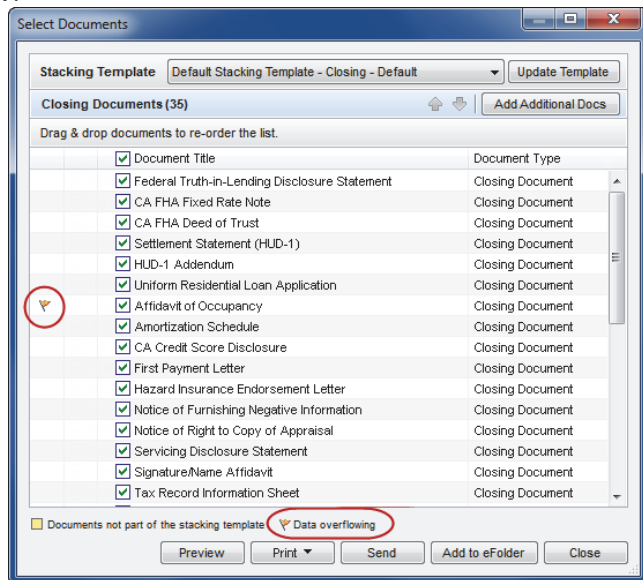 Select Documents
Stacking Template Default Stacking Template - Closing - Default Update Template
Closing Documents (35) Add Additional Docs
Drag & drop documents to re-order the list.
Document Title Document Type
Federal Truth-in-Lending Disclosure Statement Closing Document
CA FHA Fixed Rate Note Closing Document
CA FHA Deed of Trust Closing Document
Settlement Statement (HUD-1) Closing Document
HUD-1 Addendum Closing Document
Uniform Residential Loan Application Closing Document
Affidavit of Occupancy Closing Document
Amortization Schedule Closing Document
CA Credit Score Disclosure Closing Document
First Payment Letter Closing Document
Hazard Insurance Endorsement Letter Closing Document
Notice of Furnishing Negative Information Closing Document
Notice of Right to Copy of Appraisal Closing Document
Servicing Disclosure Statement Closing Document
Signature/Name Affidavit Closing Document
Tax Record Information Sheet Closing Document
Documents not part of the stacking template Data overflowing
Preview Print Send Add to eFolder Close